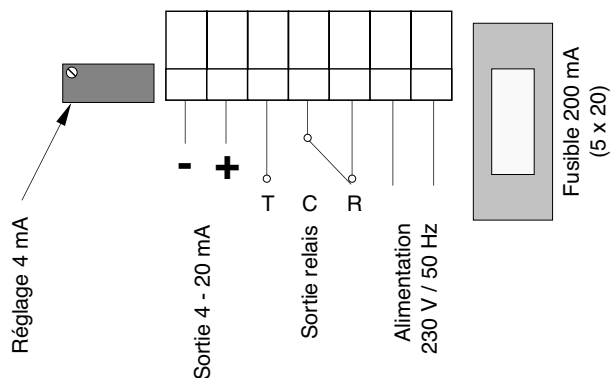 Réglage 4 mA
-
+
Sortie 4 - 20 mA
T C R
Sortie relais
Alimentation
230 V / 50 Hz
Fusible 200 mA
(5 x 20)